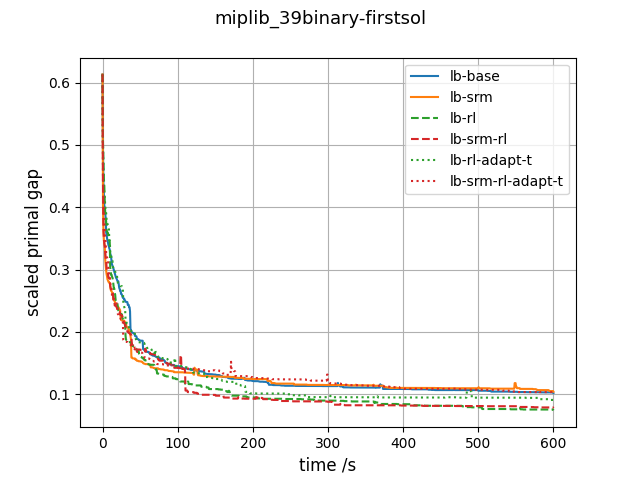 miplib_39binary-firstsol
lb-base
lb-srm
lb-rl
lb-srm-rl
lb-rl-adapt-t
lb-srm-rl-adapt-t
scaled primal gap
0.6
0.5
0.4
0.3
0.2
0.1
0 100 200 300 400 500 600
time /s